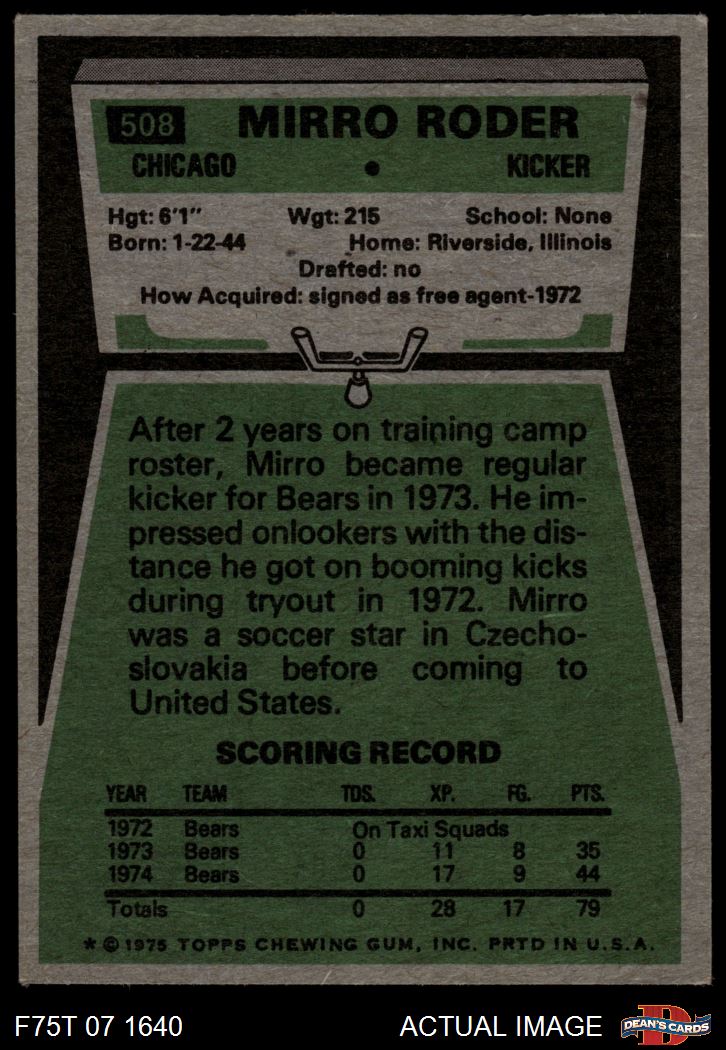 508 MIRRO RODER
CHICAGO • KICKER
Hgt: 6'1" Wgt: 215 School: None
Born: 1-22-44 Home: Riverside, Illinois
Drafted: no
How Acquired: signed as free agent-1972
After 2 years on training camp
roster, Mirro became regular
kicker for Bears in 1973. He im-
pressed onlookers with the dis-
tance he got on booming kicks
during tryout in 1972. Mirro
was a soccer star in Czecho-
slovakia before coming to
United States.
SCORING RECORD
YEAR TEAM TDS. XP. FG. PTS.
1972 Bears On Taxi Squads
1973 Bears 0 11 8 35
1974 Bears 0 17 9 44
Totals 0 28 17 79
* © 1975 TOPPS CHEWING GUM, INC. PRTD IN U.S.A.
F75T 07 1640 ACTUAL IMAGE D DEAN'S CARDS